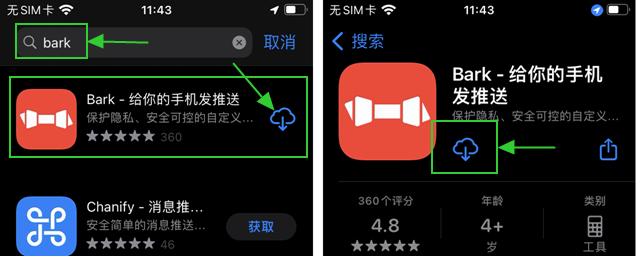 无SIM卡
11:43
bark
取消
Bark - 给你的手机发推送
保护隐私、安全可控的自定义...
360
Chanify - 消息推...
安全简单的消息推送...
46
获取
无SIM卡
11:43
搜索
Bark - 给你的手机
发推送
保护隐私、安全可控的自定义...
360个评分
4.8
年龄
4+
岁
类别
工具